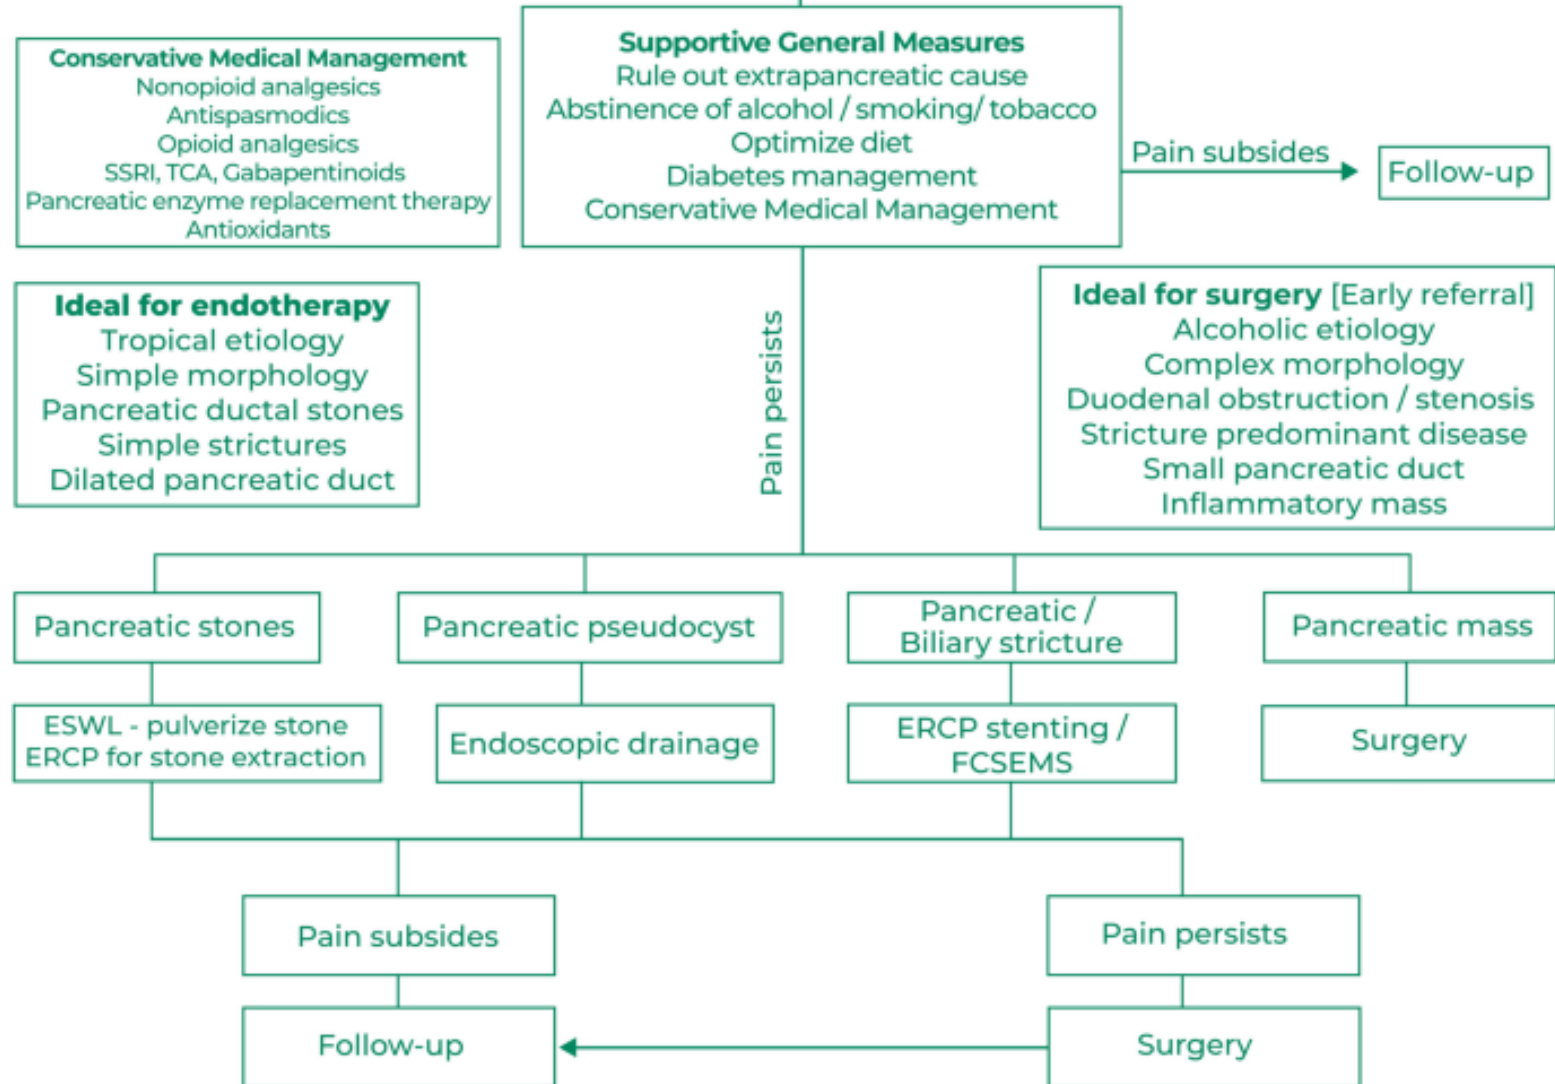 Conservative Medical Management
Nonopioid analgesics
Antispasmodics
Opioid analgesics
SSRI, TCA, Gabapentinoids
Pancreatic enzyme replacement therapy
Antioxidants
Supportive General Measures
Rule out extrapancreatic cause
Abstinence of alcohol / smoking/ tobacco
Optimize diet
Diabetes management
Conservative Medical Management
Pain subsides
Follow-up
Ideal for endotherapy
Tropical etiology
Simple morphology
Pancreatic ductal stones
Simple strictures
Dilated pancreatic duct
Pain persists
Ideal for surgery [Early referral]
Alcoholic etiology
Complex morphology
Duodenal obstruction / stenosis
Stricture predominant disease
Small pancreatic duct
Inflammatory mass
Pancreatic stones
Pancreatic pseudocyst
Pancreatic /
Biliary stricture
Pancreatic mass
ESWL - pulverize stone
ERCP for stone extraction
Endoscopic drainage
ERCP stenting /
FCSEMS
Surgery
Pain subsides
Pain persists
Follow-up
Surgery